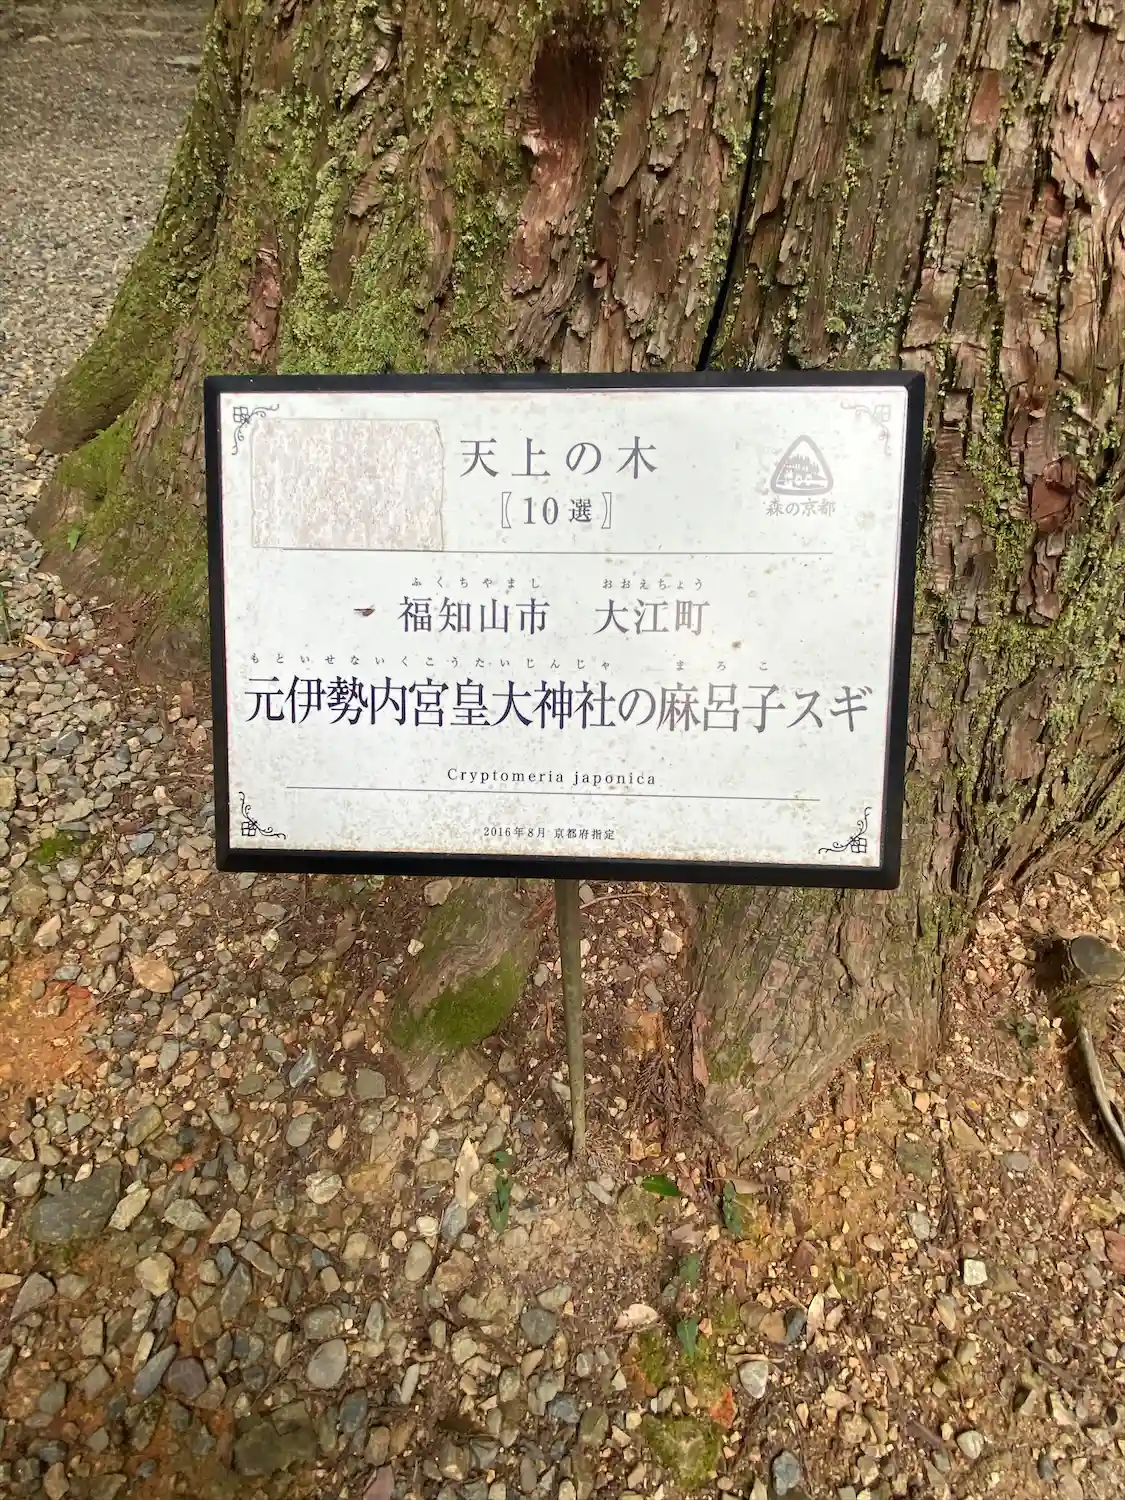 天上の木
〖10選〗
森の京都
ふくちやまし おおえちょう
福知山市 大江町
もといせないくこうたいじんじゃ まろこ
元伊勢内宮皇大神社の麻呂子スギ
Cryptomeria japonica
2016年8月 京都府指定